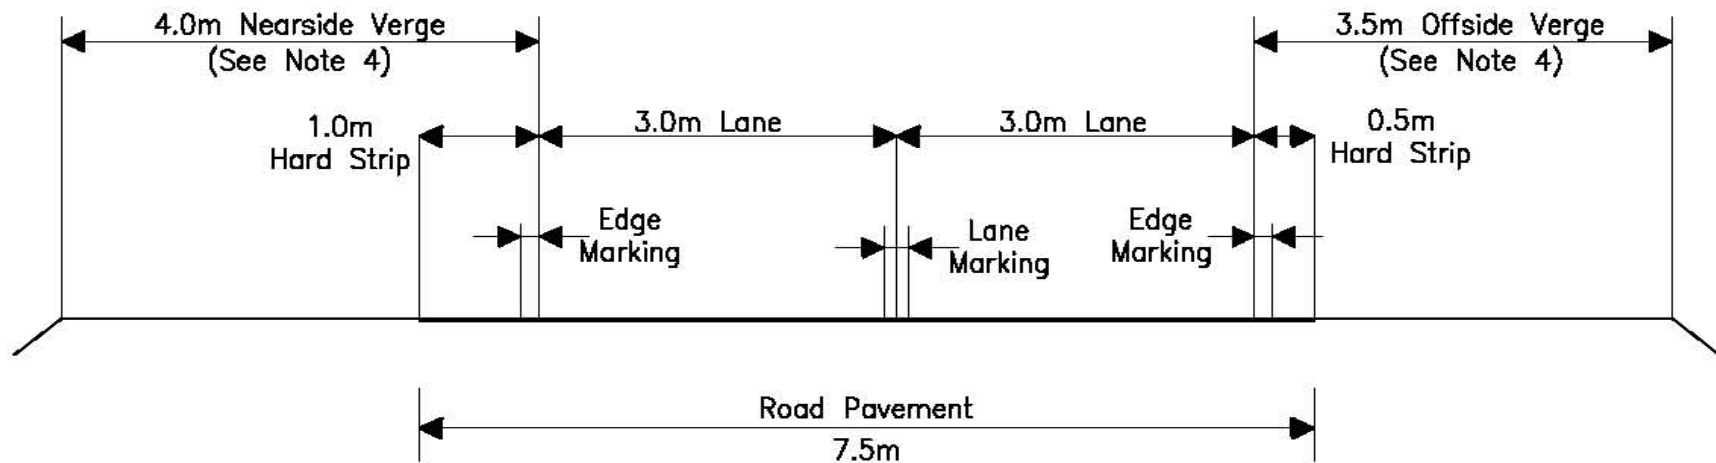 4.0m Nearside Verge
(See Note 4)
3.5m Offside Verge
(See Note 4)
1.0m
Hard Strip
3.0m Lane
3.0m Lane
0.5m
Hard Strip
Edge
Marking
Lane
Marking
Edge
Marking
Road Pavement
7.5m